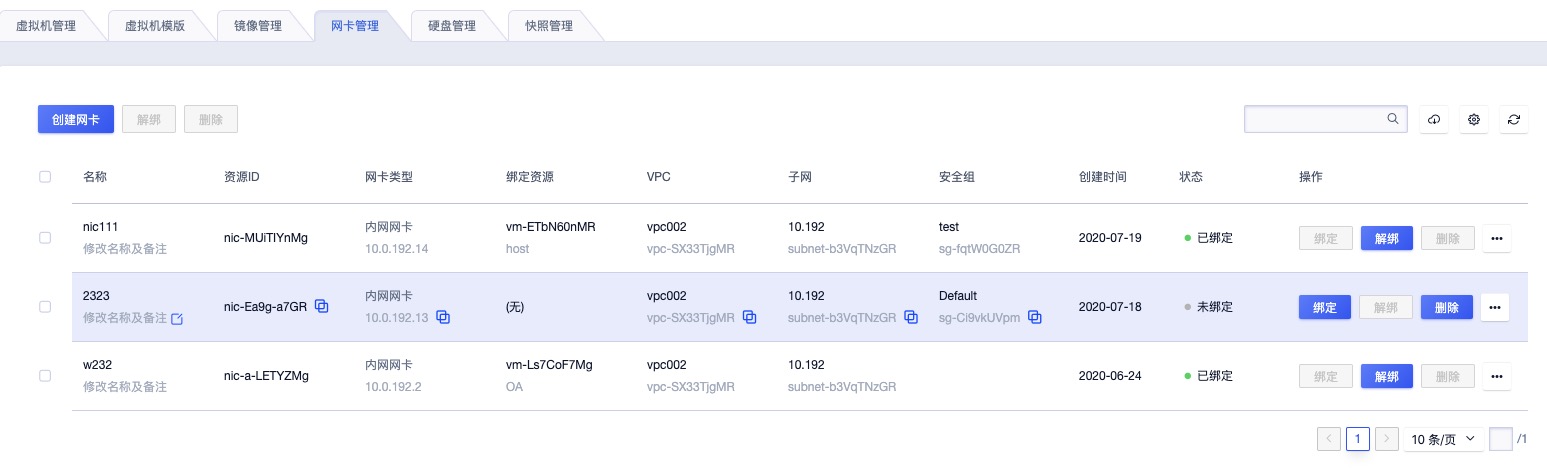 虚拟机管理 虚拟机模版 镜像管理 网卡管理 硬盘管理 快照管理
创建网卡 解绑 删除
名称 资源ID 网卡类型 绑定资源 VPC 子网 安全组 创建时间 状态 操作
nic111 内网网卡 vm-ETbN60nMR vpc002 10.192 test
nic-MUiTIYnMg 2020-07-19 已绑定 绑定 解绑 删除 •••
修改名称及备注 10.0.192.14 host vpc-SX33TjgMR subnet-b3VqTNzGR sg-fqtW0G0ZR
2323 内网网卡 vpc002 10.192 Default
nic-Ea9g-a7GR (无) 2020-07-18 未绑定 绑定 解绑 删除 •••
修改名称及备注 10.0.192.13 vpc-SX33TjgMR subnet-b3VqTNzGR sg-Ci9vkUVpm
w232 内网网卡 vm-Ls7CoF7Mg vpc002 10.192
nic-a-LETYZMg 2020-06-24 已绑定 绑定 解绑 删除 •••
修改名称及备注 10.0.192.2 OA vpc-SX33TjgMR subnet-b3VqTNzGR
1 10 条/页 /1